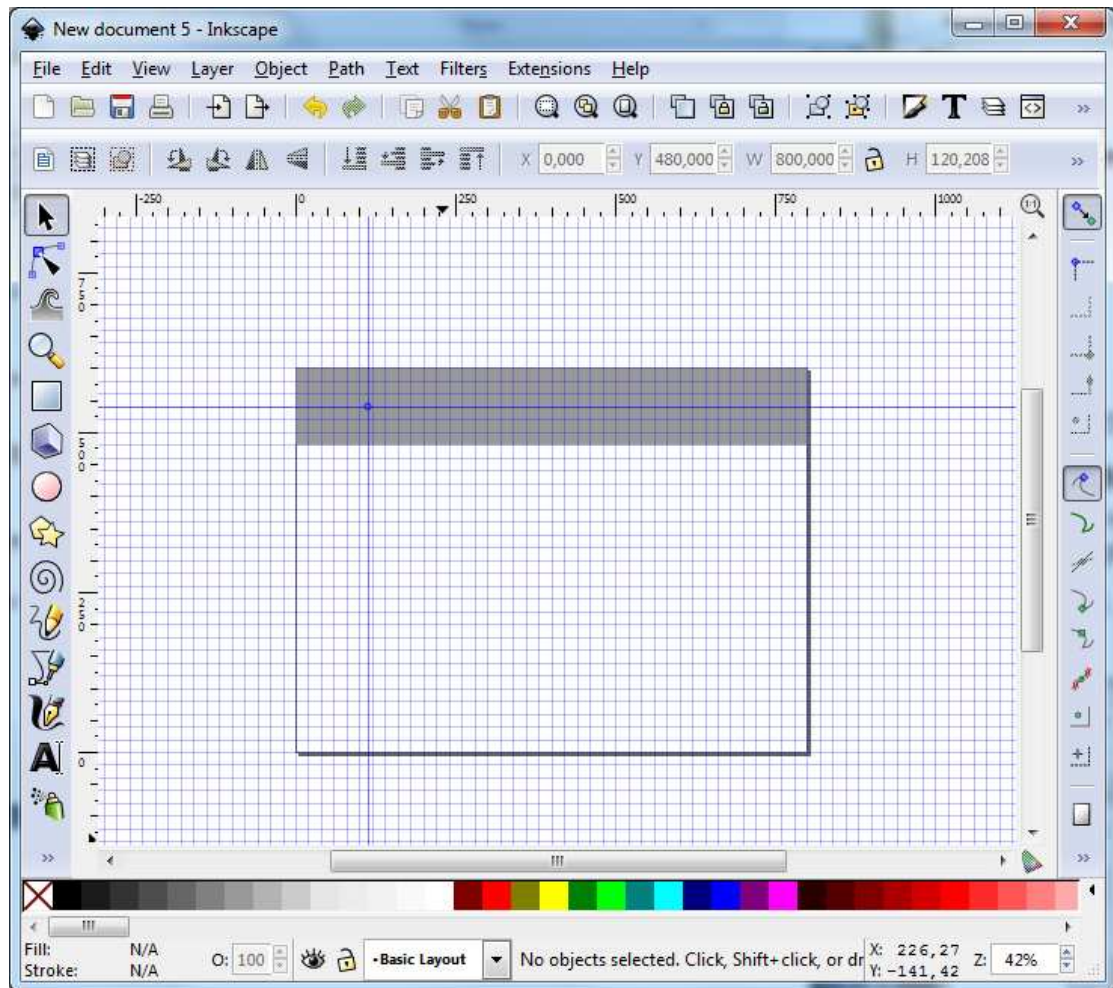 New document 5 - Inkscape
File Edit View Layer Object Path Text Filters Extensions Help
X 0,000 Y 480,000 W 800,000 H 120,208
-250 0 250 500 750 1000
1:1
750
500
250
0
Fill: N/A
Stroke: N/A
O: 100
•Basic Layout
No objects selected. Click, Shift+click, or dr
X: 226,27
Y: -141,42
Z: 42%